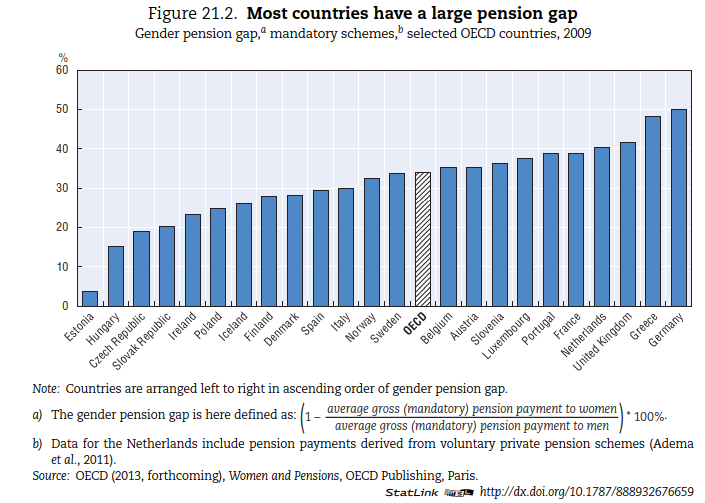 Figure 21.2. Most countries have a large pension gap
Gender pension gap,a mandatory schemes,b selected OECD countries, 2009
%
60
50
40
30
20
10
0
Estonia
Hungary
Czech Republic
Slovak Republic
Ireland
Poland
Iceland
Finland
Denmark
Spain
Italy
Norway
Sweden
OECD
Belgium
Austria
Slovenia
Luxembourg
Portugal
France
Netherlands
United Kingdom
Greece
Germany
Note: Countries are arranged left to right in ascending order of gender pension gap.
a) The gender pension gap is here defined as: (1 – average gross (mandatory) pension payment to women / average gross (mandatory) pension payment to men) * 100%.
b) Data for the Netherlands include pension payments derived from voluntary private pension schemes (Adema
et al., 2011).
Source: OECD (2013, forthcoming), Women and Pensions, OECD Publishing, Paris.
StatLink http://dx.doi.org/10.1787/888932676659